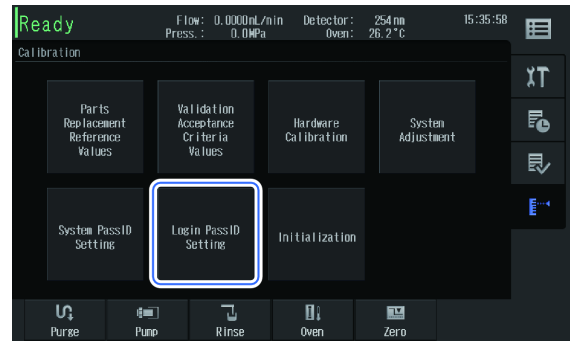 Ready
Flow: 0.0000mL/min Detector: 254 nm 15:35:58
Press.: 0.0MPa Oven: 26.2°C
Calibration
Parts
Replacement
Reference
Values
Validation
Acceptance
Criteria
Values
Hardware
Calibration
System
Adjustment
System PassID
Setting
Login PassID
Setting
Initialization
Purge Pump Rinse Oven Zero